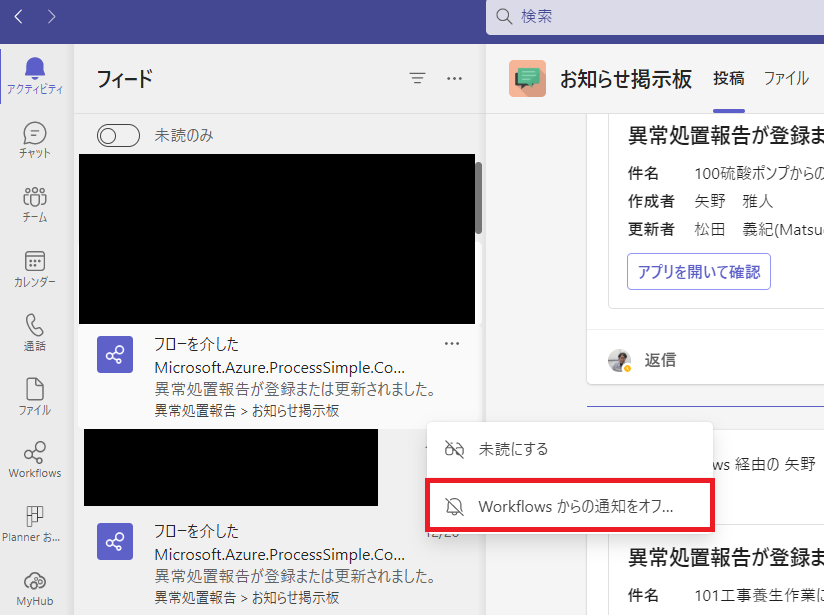 検索
アクティビティ
チャット
チーム
カレンダー
通話
ファイル
Workflows
Planner お...
MyHub
フィード
未読のみ
フローを介した
Microsoft.Azure.ProcessSimple.Co...
異常処置報告が登録または更新されました。
異常処置報告 > お知らせ掲示板
未読にする
Workflows からの通知をオフ...
フローを介した
Microsoft.Azure.ProcessSimple.Co...
異常処置報告が登録または更新されました。
異常処置報告 > お知らせ掲示板
お知らせ掲示板 投稿 ファイル
異常処置報告が登録ま
件名 100硫酸ポンプからの
作成者 矢野 雅人
更新者 松田 義紀(Matsu
アプリを開いて確認
返信
ws 経由の 矢野
異常処置報告が登録ま
件名 101工事養生作業に